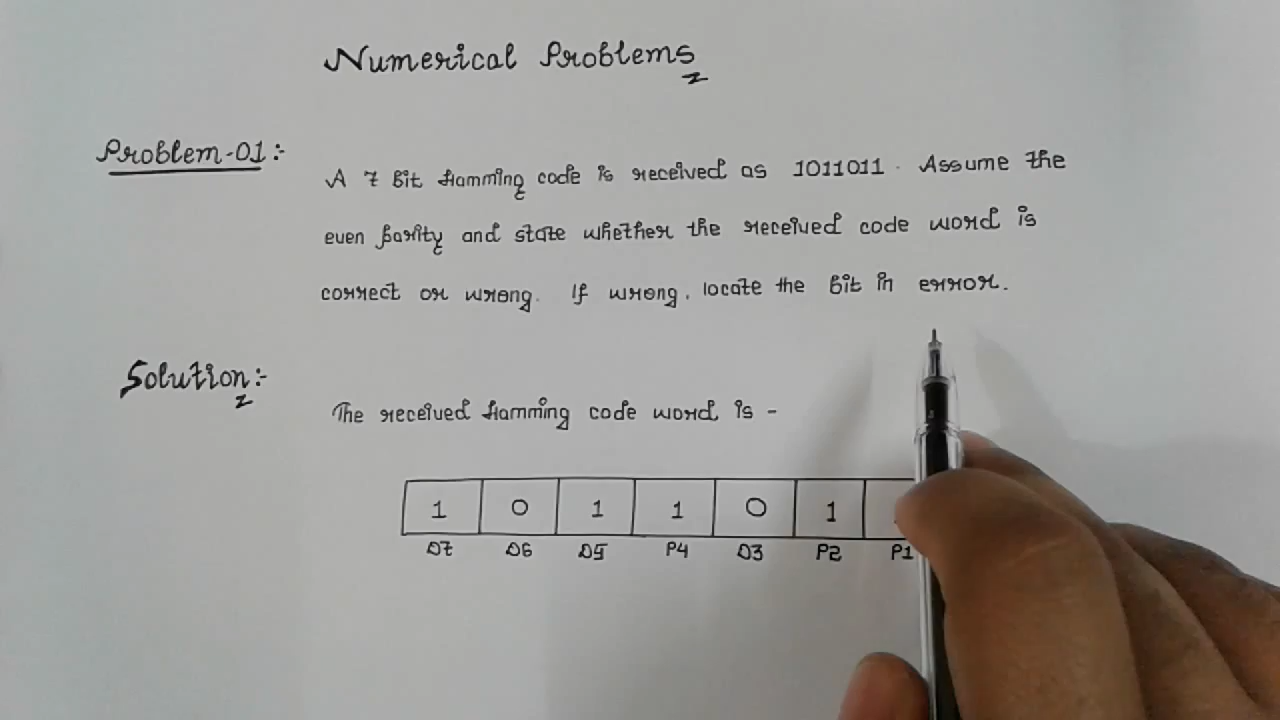 Numerical Problems
Problem-01:-
A 7 Bit Hamming code is received as 1011011. Assume the
even parity and state whether the received code word is
correct or wrong. If wrong, locate the bit in error.
Solution:-
The received Hamming code word is -
1 0 1 1 0 1
D7 D6 D5 P4 D3 P2 P1